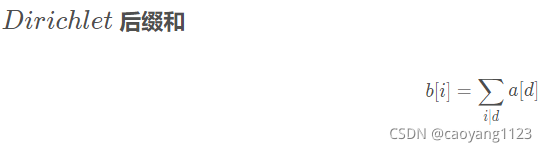 Dirichlet 后缀和
b[i] = ∑ a[d]
i|d
CSDN @caoyang1123